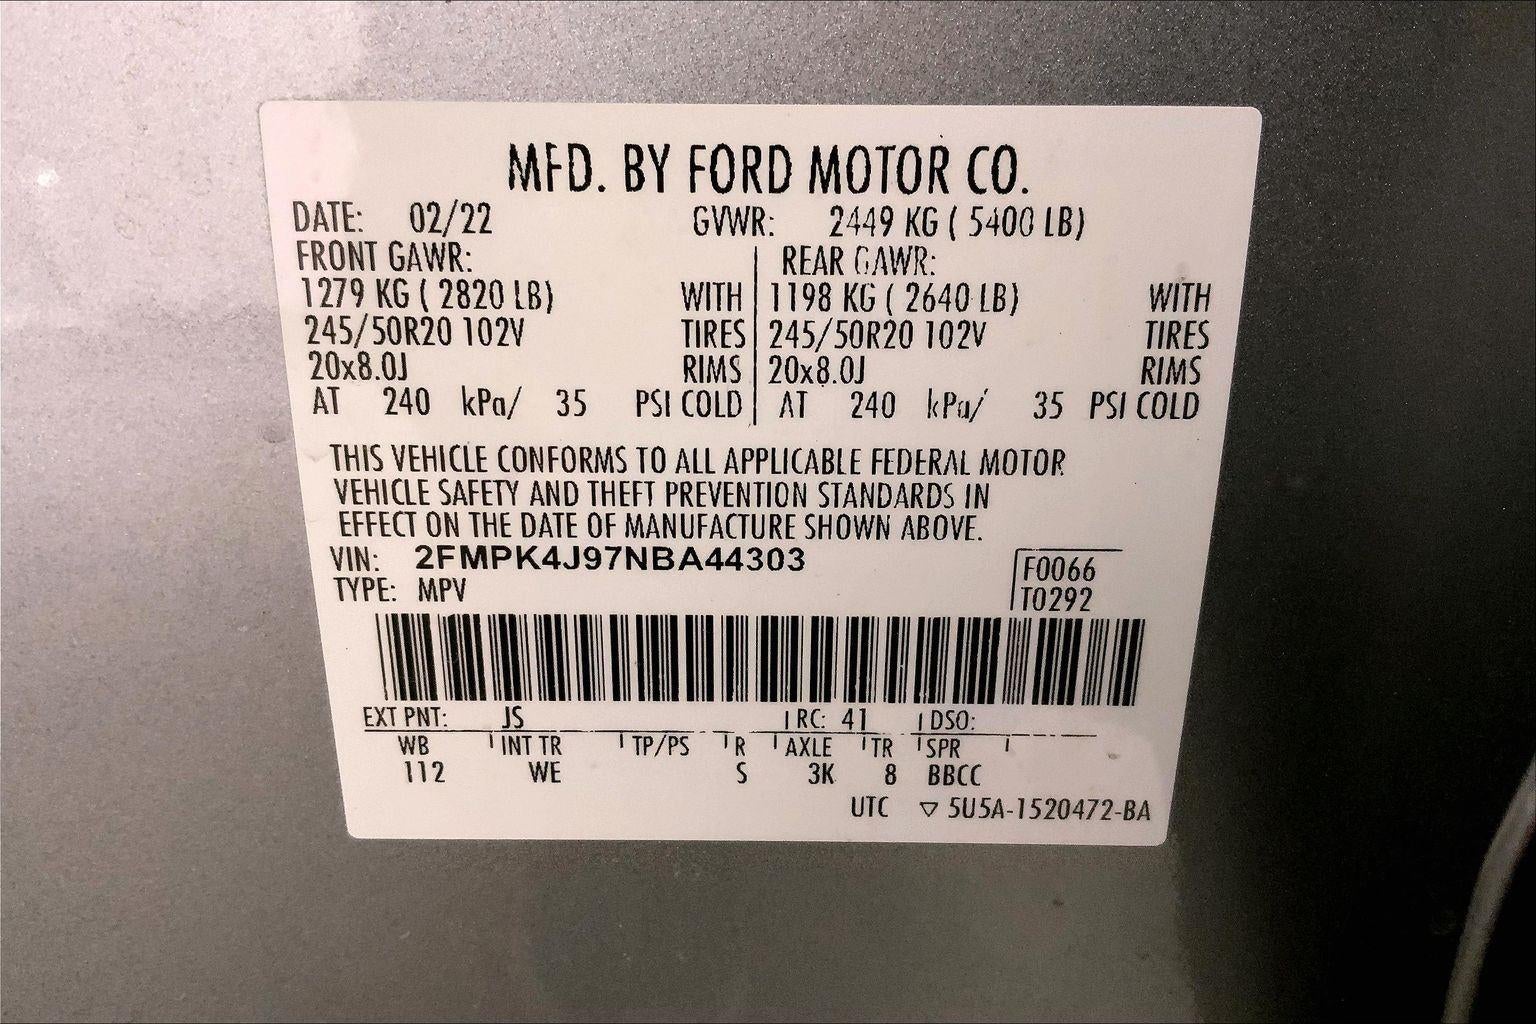 MFD. BY FORD MOTOR CO.
DATE: 02/22 GVWR: 2449 KG ( 5400 LB)
FRONT GAWR: REAR GAWR:
1279 KG ( 2820 LB) WITH 1198 KG ( 2640 LB) WITH
245/50R20 102V TIRES 245/50R20 102V TIRES
20x8.0J RIMS 20x8.0J RIMS
AT 240 kPa/ 35 PSI COLD AT 240 kPa/ 35 PSI COLD
THIS VEHICLE CONFORMS TO ALL APPLICABLE FEDERAL MOTOR
VEHICLE SAFETY AND THEFT PREVENTION STANDARDS IN
EFFECT ON THE DATE OF MANUFACTURE SHOWN ABOVE.
VIN: 2FMPK4J97NBA44303
TYPE: MPV
F0066
T0292
EXT PNT: JS RC: 41 DSO:
WB INT TR TP/PS R AXLE TR SPR
112 WE S 3K 8 BBCC
UTC ▽ 5U5A-1520472-BA